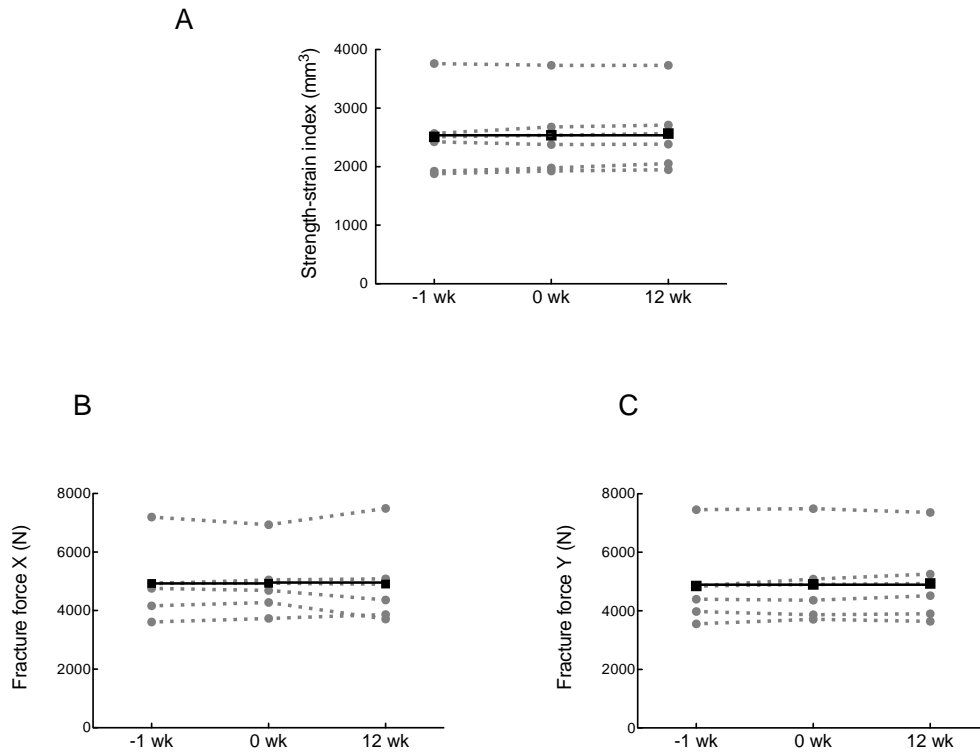 A
Strength-strain index (mm³)
4000
3000
2000
1000
0
-1 wk 0 wk 12 wk
B
Fracture force X (N)
8000
6000
4000
2000
0
-1 wk 0 wk 12 wk
C
Fracture force Y (N)
8000
6000
4000
2000
0
-1 wk 0 wk 12 wk